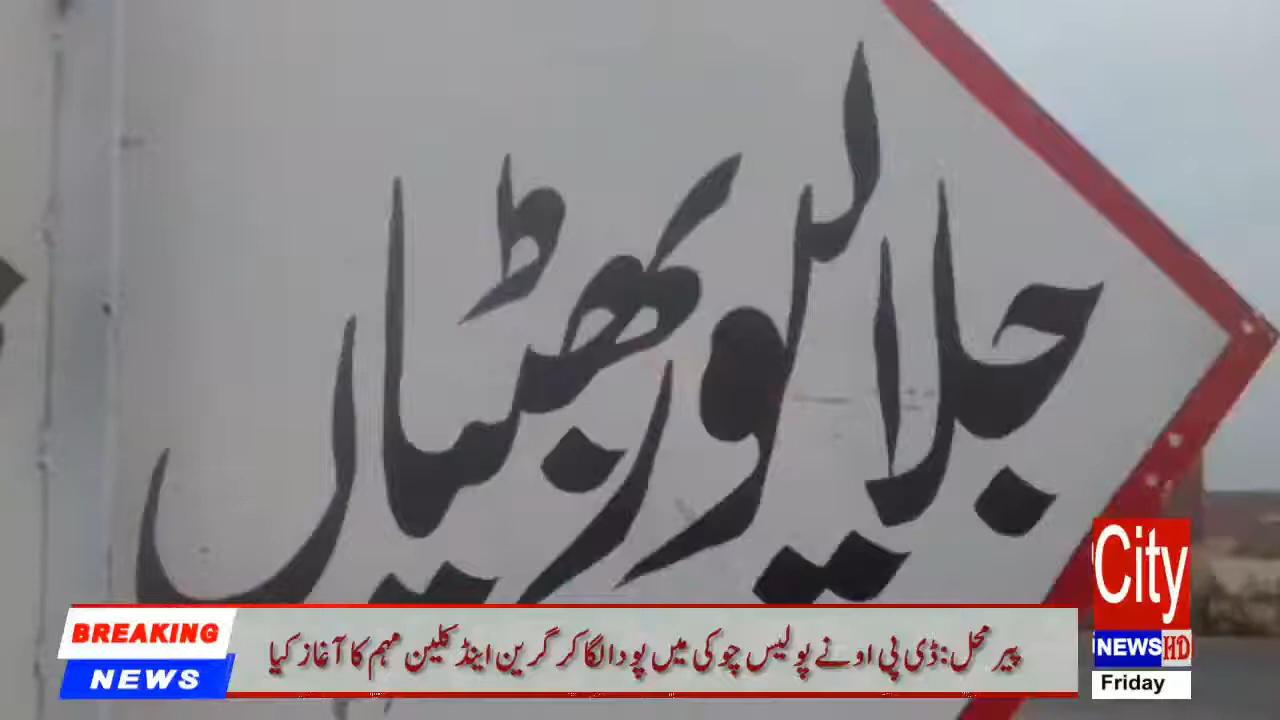 جلالپور بھٹیاں
BREAKING
NEWS
پیر محل: ڈی پی او نے پولیس چوکی میں پودا لگا کر گرین اینڈ کلین مہم کا آغاز کیا
City
NEWS HD
Friday